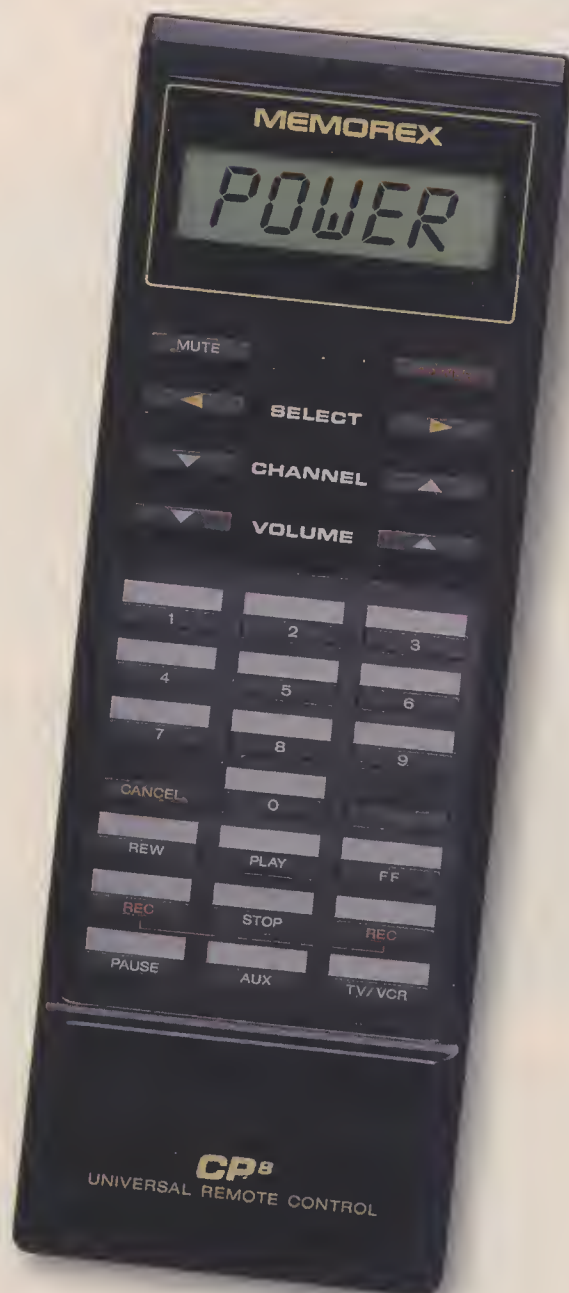 MEMOREX
POWER
MUTE
SELECT
CHANNEL
VOLUME
1 2 3
4 5 6
7 8 9
CANCEL 0
REW PLAY FF
REC STOP REC
PAUSE AUX TV/VCR
CP8
UNIVERSAL REMOTE CONTROL